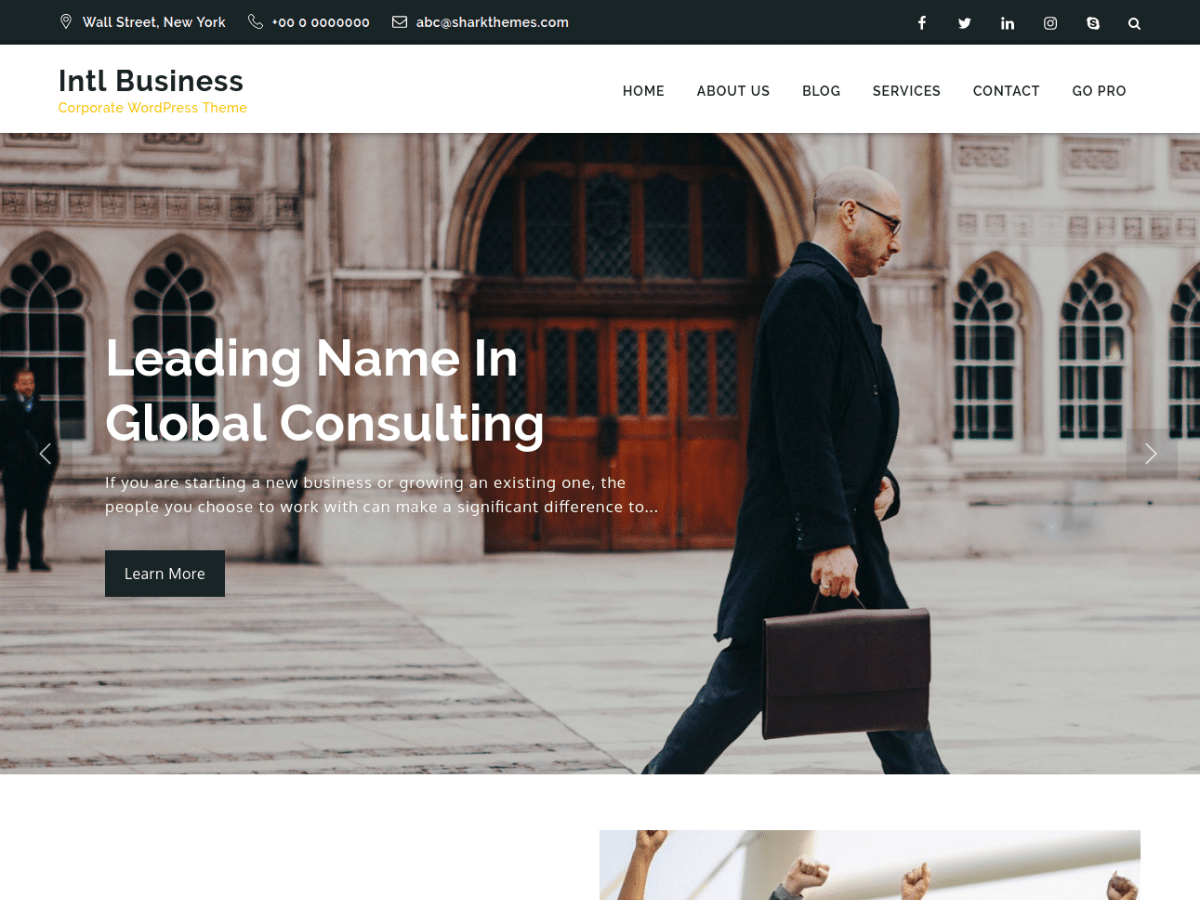 Wall Street, New York +00 0 0000000 abc@sharkthemes.com
Intl Business
Corporate WordPress Theme
HOME ABOUT US BLOG SERVICES CONTACT GO PRO
Leading Name In
Global Consulting
If you are starting a new business or growing an existing one, the
people you choose to work with can make a significant difference to...
Learn More